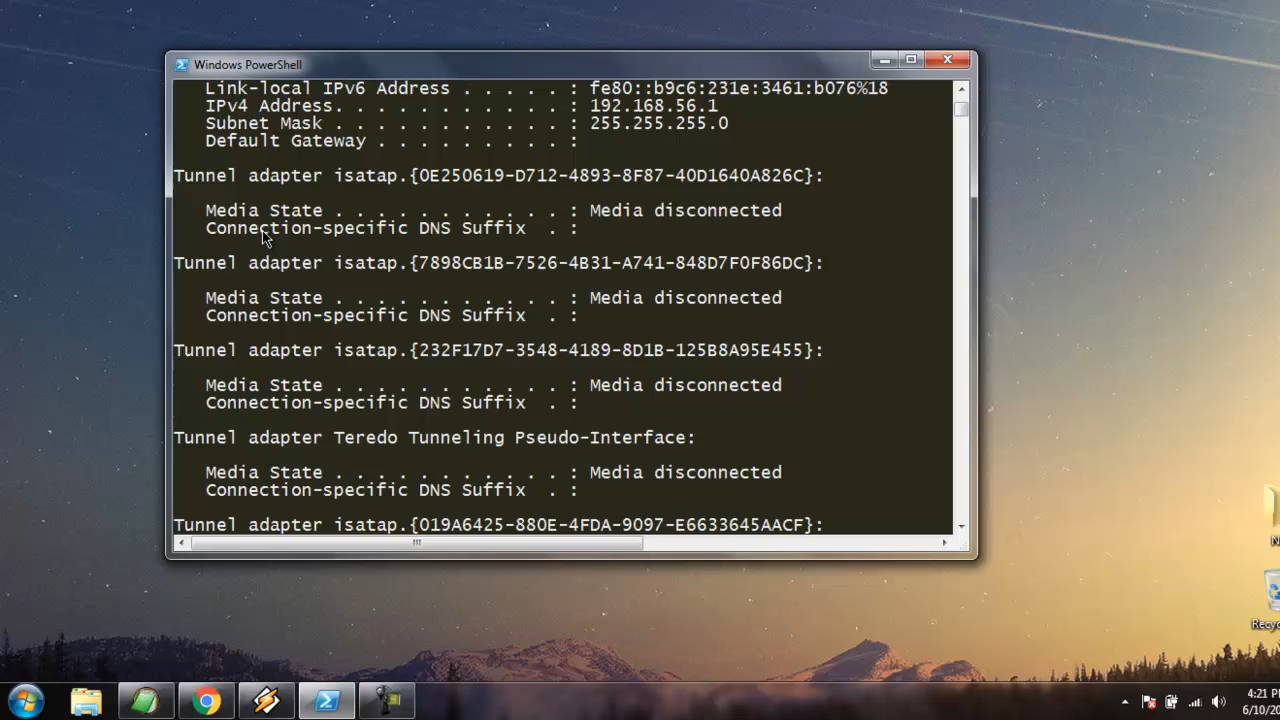 Windows PowerShell
Link-local IPv6 Address . . . . . : fe80::b9c6:231e:3461:b076%18
IPv4 Address. . . . . . . . . . . : 192.168.56.1
Subnet Mask . . . . . . . . . . . : 255.255.255.0
Default Gateway . . . . . . . . . :
Tunnel adapter isatap.{0E250619-D712-4893-8F87-40D1640A826C}:
Media State . . . . . . . . . . . : Media disconnected
Connection-specific DNS Suffix  . :
Tunnel adapter isatap.{7898CB1B-7526-4B31-A741-848D7F0F86DC}:
Media State . . . . . . . . . . . : Media disconnected
Connection-specific DNS Suffix  . :
Tunnel adapter isatap.{232F17D7-3548-4189-8D1B-125B8A95E455}:
Media State . . . . . . . . . . . : Media disconnected
Connection-specific DNS Suffix  . :
Tunnel adapter Teredo Tunneling Pseudo-Interface:
Media State . . . . . . . . . . . : Media disconnected
Connection-specific DNS Suffix  . :
Tunnel adapter isatap.{019A6425-880E-4FDA-9097-E6633645AACF}:
N
Recyc
4:21 P
6/10/20